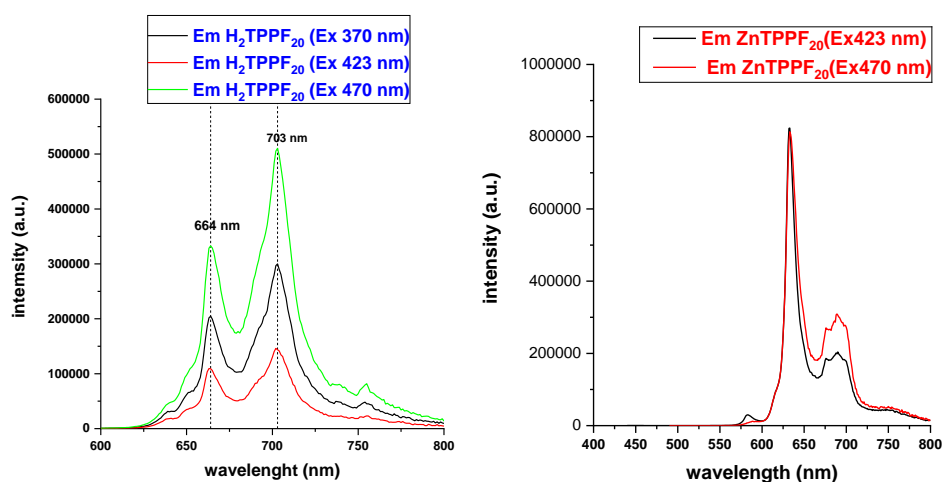 Em H₂TPPF₂₀ (Ex 370 nm)
Em H₂TPPF₂₀ (Ex 423 nm)
Em H₂TPPF₂₀ (Ex 470 nm)
600000
500000
400000
300000
200000
100000
0
intemsity (a.u.)
664 nm
703 nm
600 650 700 750 800
wavelenght (nm)
Em ZnTPPF₂₀(Ex423 nm)
Em ZnTPPF₂₀(Ex470 nm)
1000000
800000
600000
400000
200000
0
intensity (a.u.)
400 450 500 550 600 650 700 750 800
wavelength (nm)